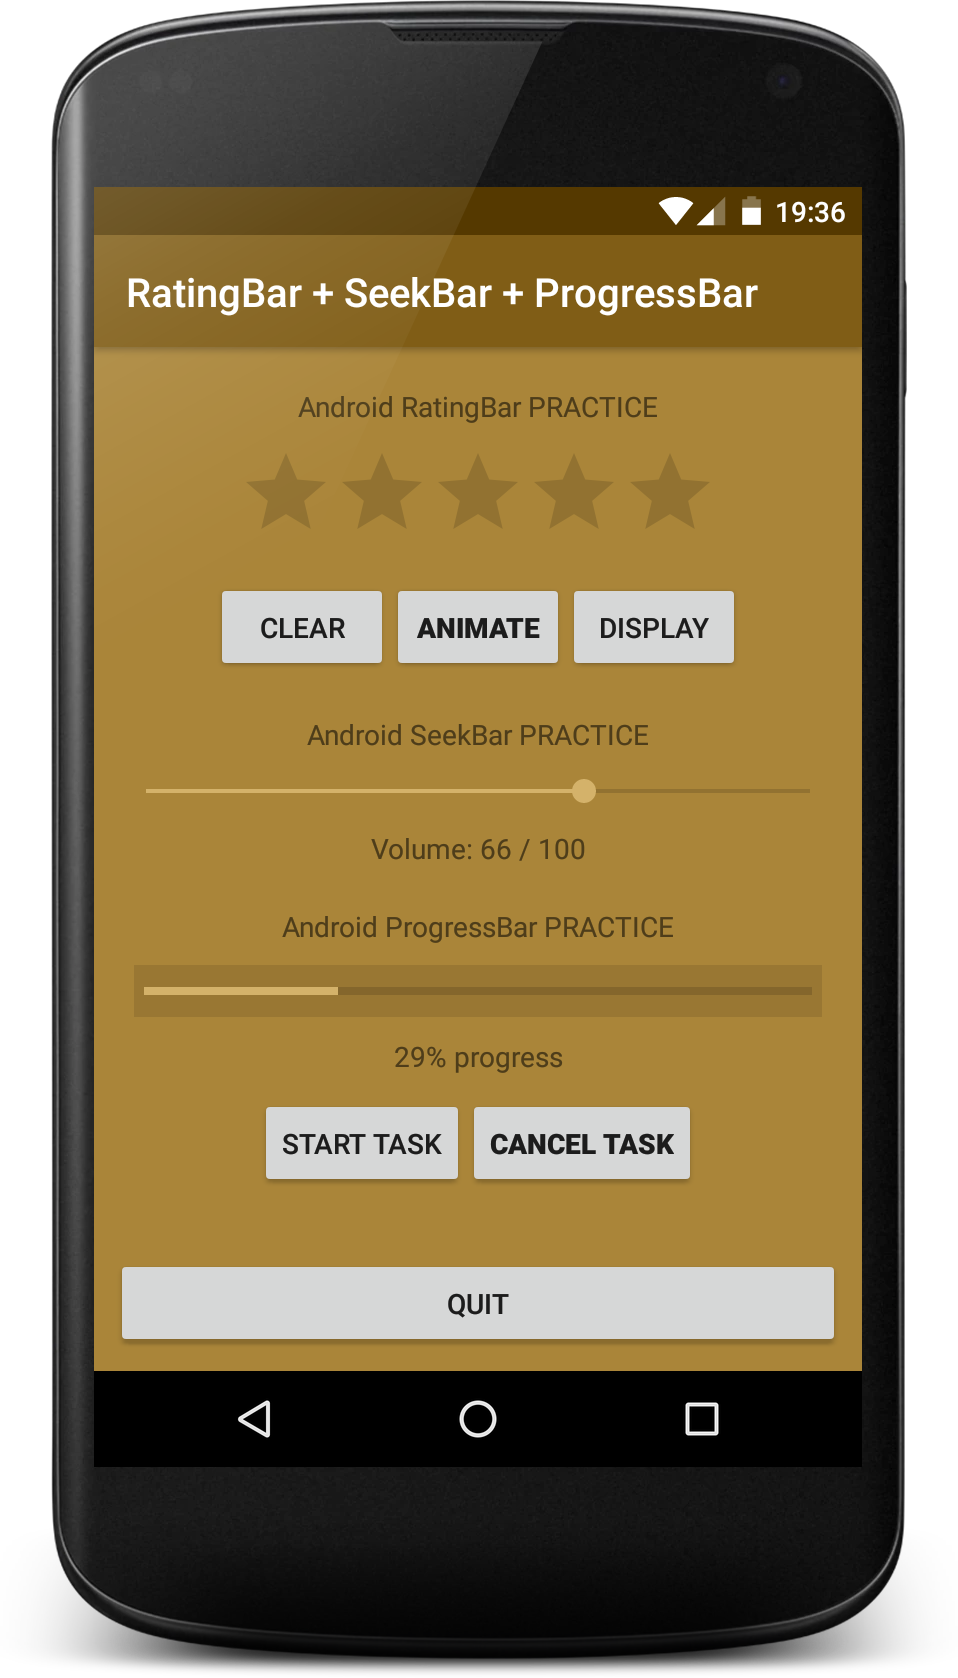 19:36
RatingBar + SeekBar + ProgressBar
Android RatingBar PRACTICE
CLEAR ANIMATE DISPLAY
Android SeekBar PRACTICE
Volume: 66 / 100
Android ProgressBar PRACTICE
29% progress
START TASK CANCEL TASK
QUIT